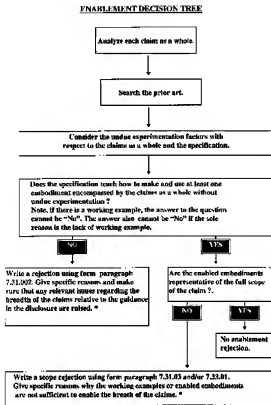 ENABLEMENT DECISION TREE
Analyze each claim as a whole.
Search the prior art.
Consider the undue experimentation factors with
respect to the claims as a whole and the specification.
Does the specification teach how to make and use at least one
embodiment encompassed by the claims as a whole without
undue experimentation ?
Note, if there is a working example, the answer to the question
cannot be "No". The answer also cannot be "No" if the sole
reason is the lack of working example.
NO
YES
Write a rejection using form paragraph
7.31.002. Give specific reasons and make
sure that any relevant issues regarding the
breadth of the claims relative to the guidance
in the disclosure are raised. *
Are the enabled embodiments
representative of the full scope
of the claim ?.
NO
YES
No enablement
rejection.
Write a scope rejection using form paragraph 7.31.03 and/or 7.33.01.
Give specific reasons why the working examples or enabled embodiments
are not sufficient to enable the breath of the claims. *